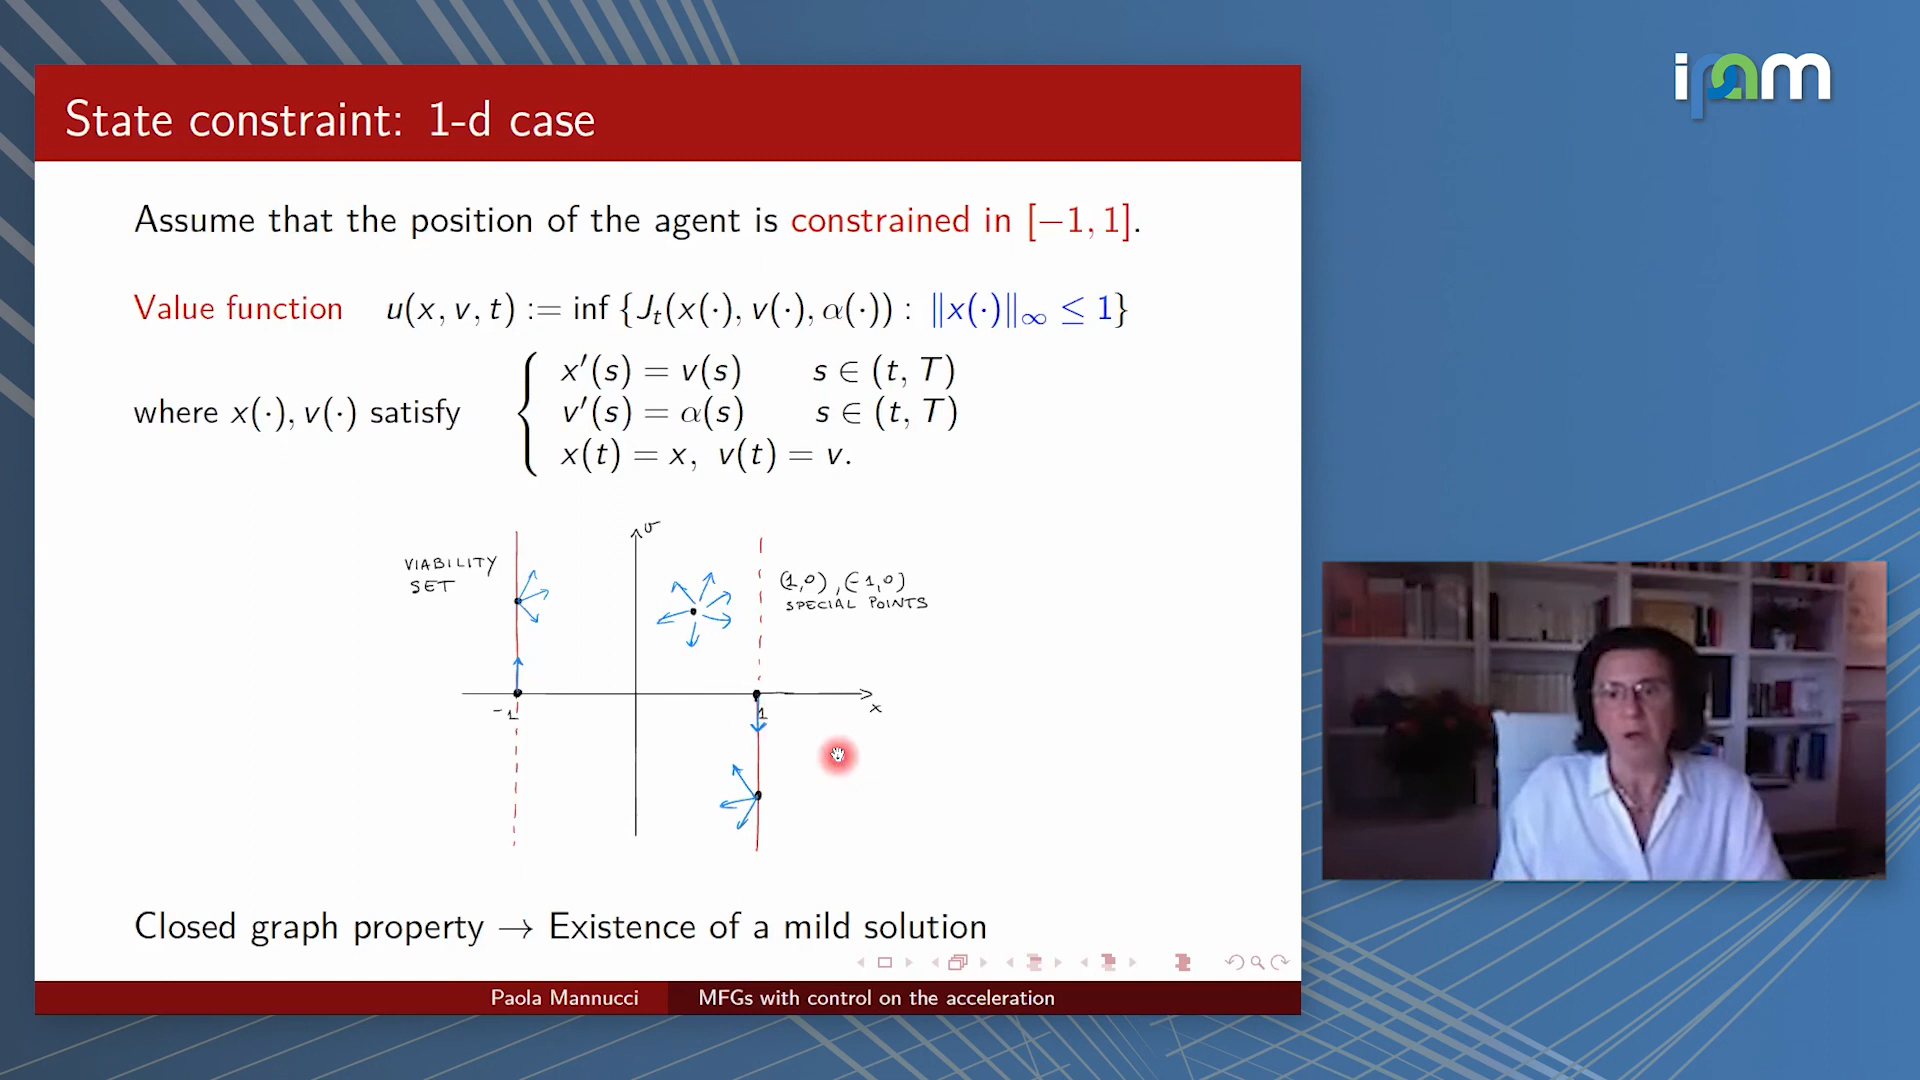 ipam
State constraint: 1-d case
Assume that the position of the agent is constrained in [−1, 1].
Value function u(x, v, t) := inf {J_t(x(·), v(·), α(·)) : ‖x(·)‖_∞ ≤ 1}
where x(·), v(·) satisfy
x′(s) = v(s) s ∈ (t, T)
v′(s) = α(s) s ∈ (t, T)
x(t) = x, v(t) = v.
v
VIABILITY
SET
(1,0), (-1,0)
SPECIAL POINTS
-1
1
x
Closed graph property → Existence of a mild solution
Paola Mannucci
MFGs with control on the acceleration